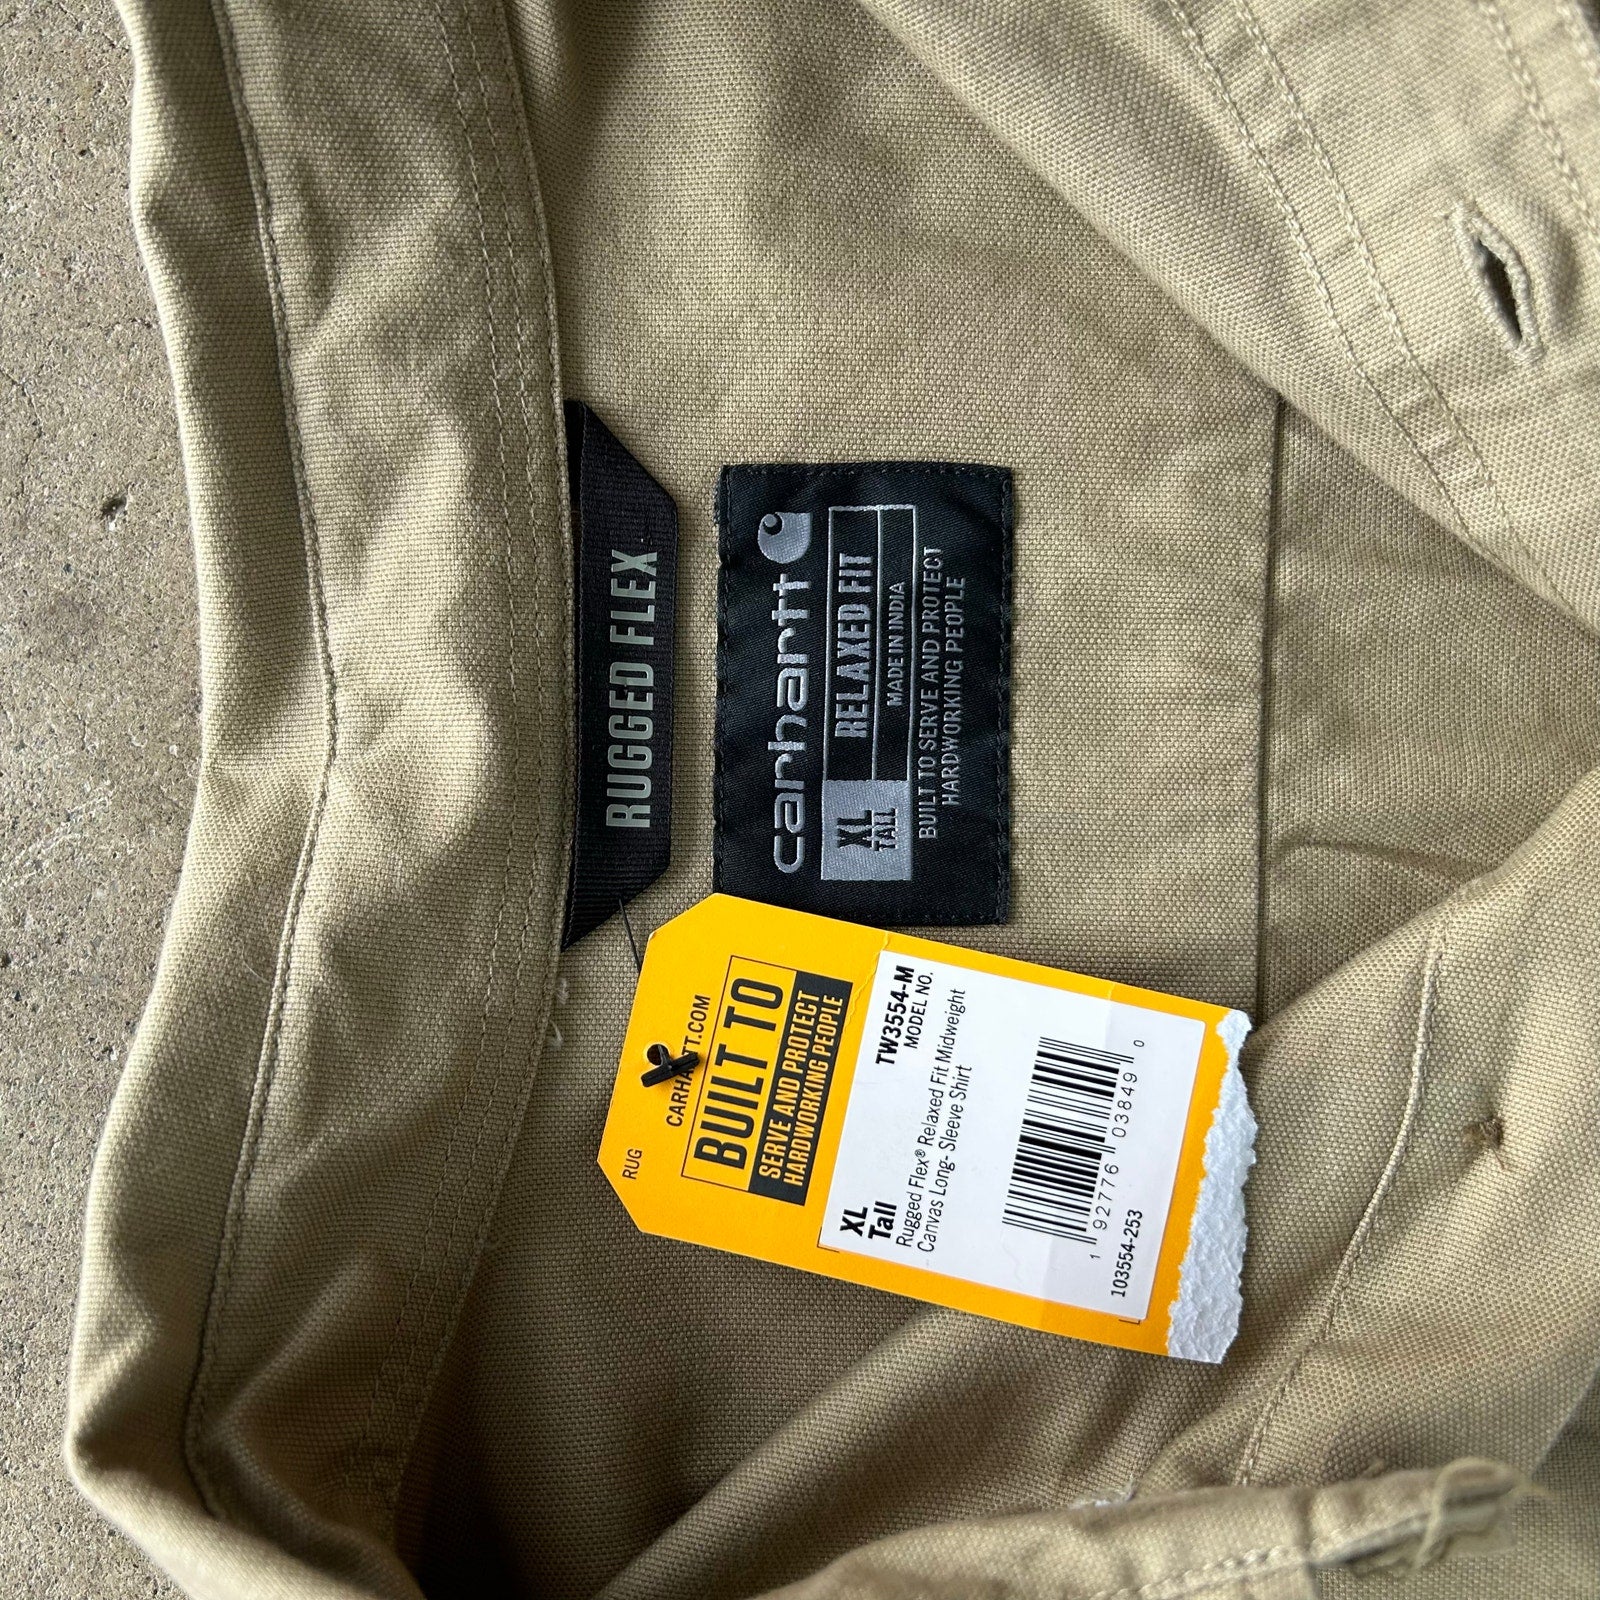 RUGGED FLEX
carhartt
XL
TALL
RELAXED FIT
MADE IN INDIA
BUILT TO SERVE AND PROTECT
HARDWORKING PEOPLE
RUG
CARHARTT.COM
BUILT TO
SERVE AND PROTECT
HARDWORKING PEOPLE
XL
Tall
TW3554-M
MODEL NO.
Rugged Flex® Relaxed Fit Midweight
Canvas Long- Sleeve Shirt
1 92776 03849 0
103554-253